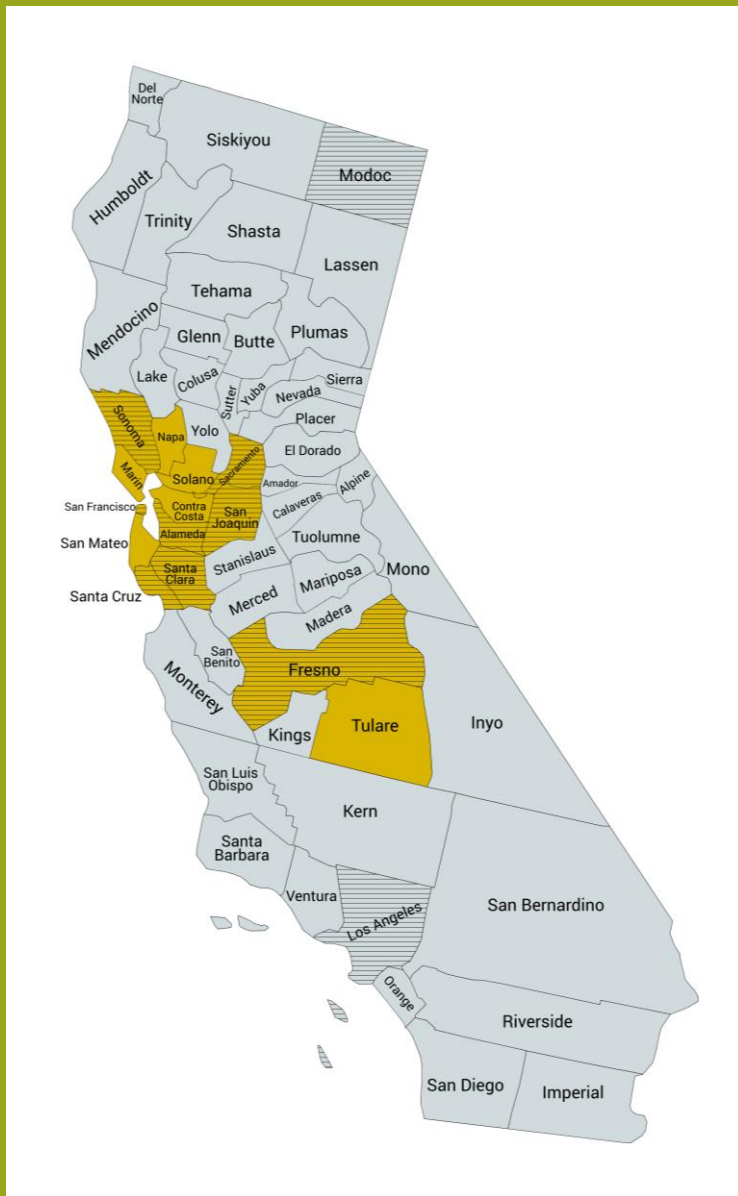 Del
Norte
Siskiyou
Modoc
Humboldt
Trinity
Shasta
Lassen
Tehama
Mendocino
Glenn
Butte
Plumas
Lake
Colusa
Sutter
Yuba
Sierra
Nevada
Placer
Sonoma
Napa
Yolo
El Dorado
Sacramento
Marin
Solano
Amador
Alpine
San Francisco
Contra
Costa
San
Joaquin
Calaveras
Alameda
Tuolumne
San Mateo
Stanislaus
Mono
Santa
Clara
Mariposa
Santa Cruz
Merced
Madera
San
Benito
Fresno
Monterey
Kings
Tulare
Inyo
San Luis
Obispo
Kern
Santa
Barbara
Ventura
Los Angeles
San Bernardino
Orange
Riverside
San Diego
Imperial